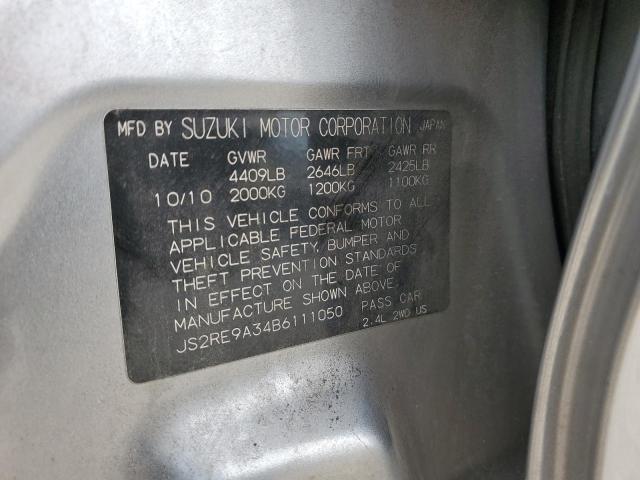 MFD BY SUZUKI MOTOR CORPORATION JAPAN
DATE GVWR GAWR FRT GAWR RR
4409LB 2646LB 2425LB
10/10 2000KG 1200KG 1100KG
THIS VEHICLE CONFORMS TO ALL
APPLICABLE FEDERAL MOTOR
VEHICLE SAFETY, BUMPER AND
THEFT PREVENTION STANDARDS
IN EFFECT ON THE DATE OF
MANUFACTURE SHOWN ABOVE.
JS2RE9A34B6111050 PASS CAR
2.4L 2WD US